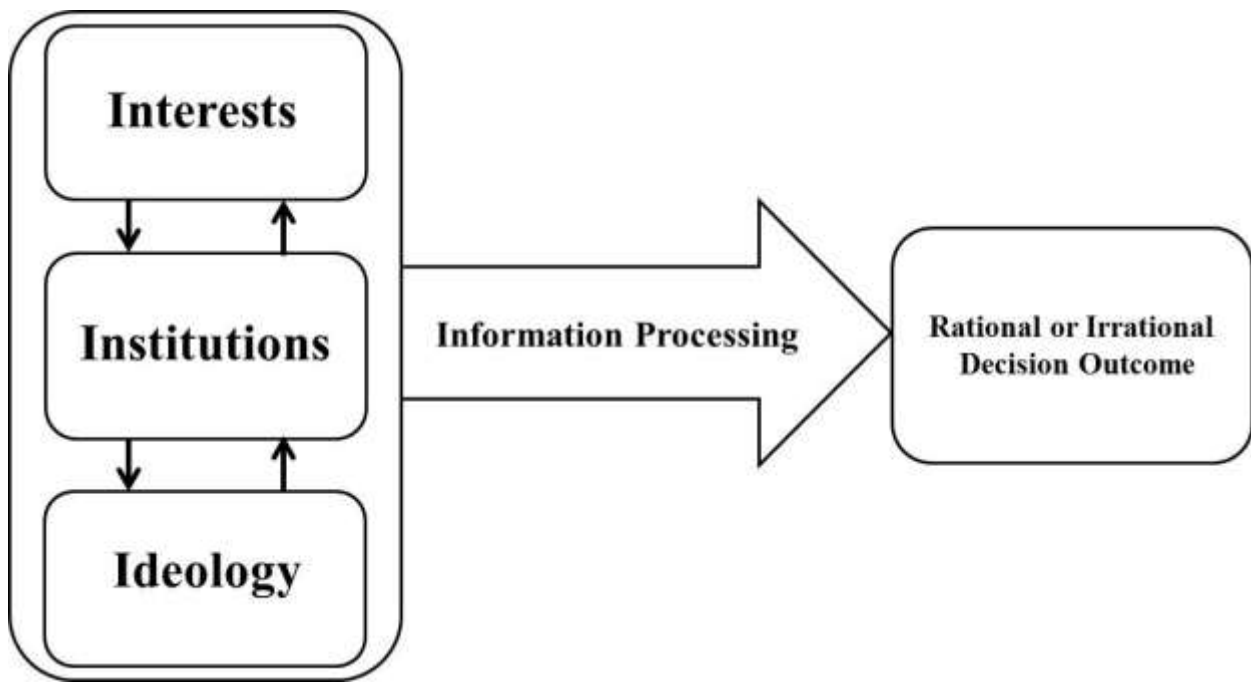 Interests
Institutions
Ideology
Information Processing
Rational or Irrational
Decision Outcome